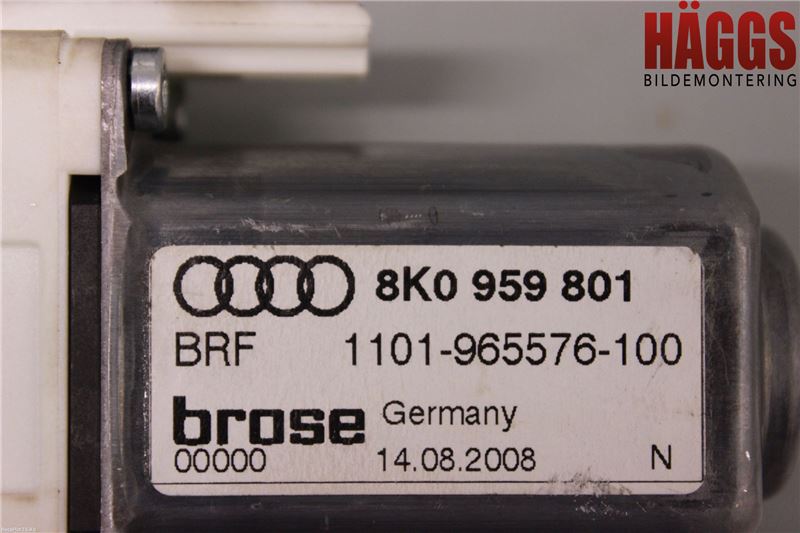 HÄGGS
BILDEMONTERING
8K0 959 801
BRF 1101-965576-100
brose Germany
00000 14.08.2008 N